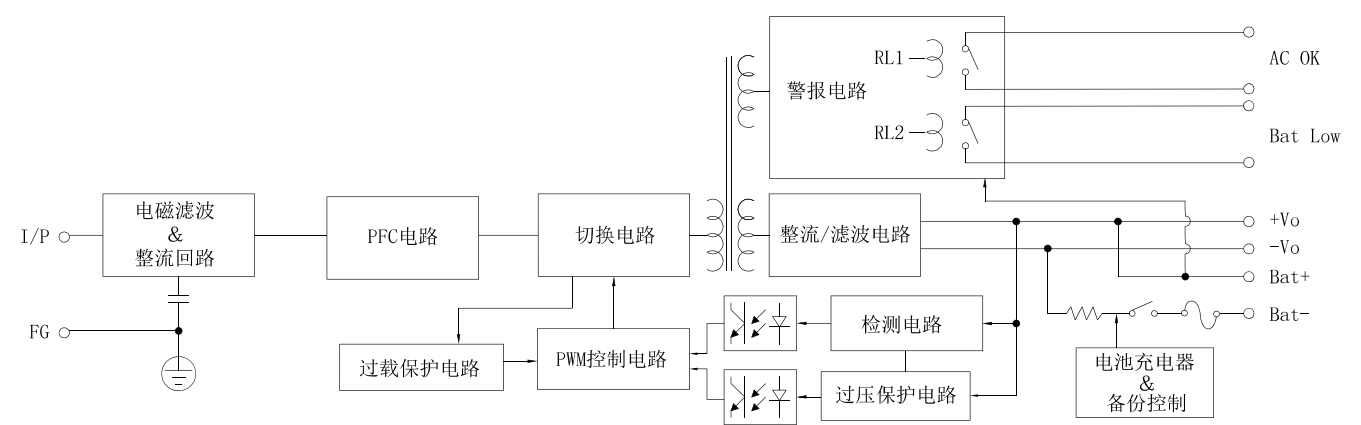 RL1
AC OK
警报电路
RL2
Bat Low
I/P
电磁滤波
&
整流回路
PFC电路
切换电路
整流/滤波电路
+Vo
-Vo
Bat+
Bat-
FG
过载保护电路
PWM控制电路
检测电路
过压保护电路
电池充电器
&
备份控制